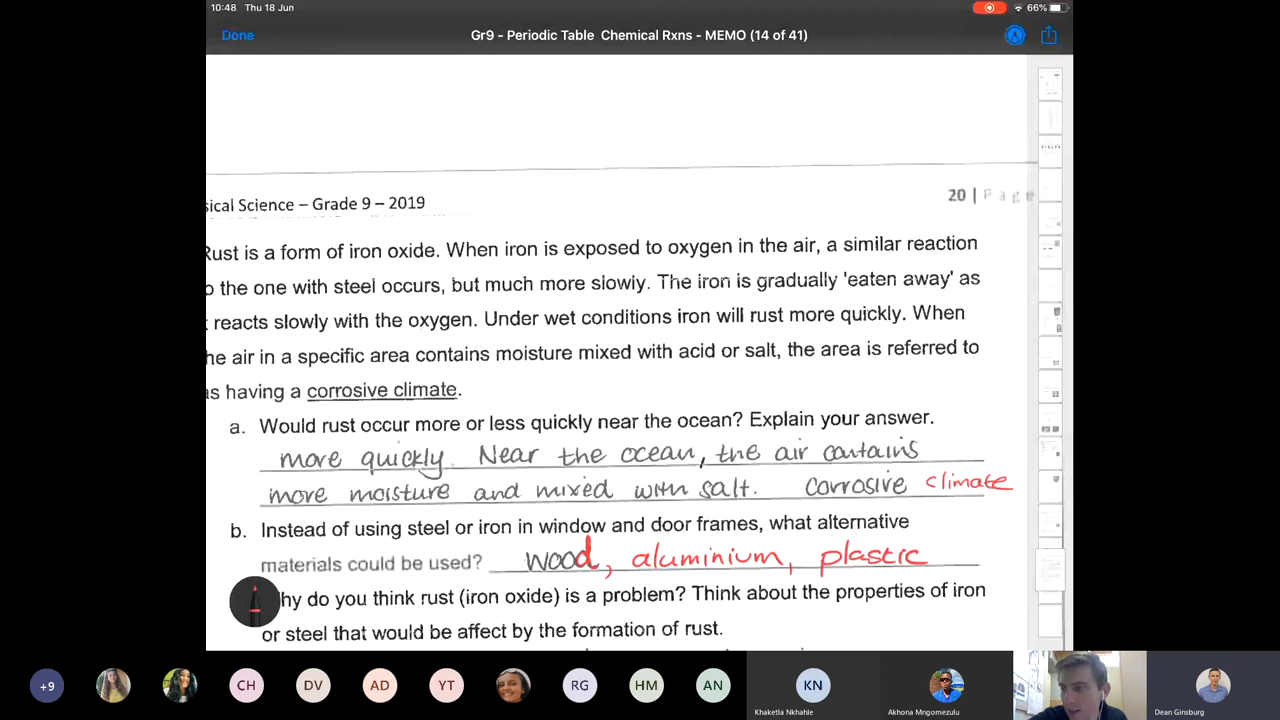 10:48 Thu 18 Jun
66%
Done
Gr9 - Periodic Table Chemical Rxns - MEMO (14 of 41)
sical Science – Grade 9 – 2019
20 | Page
Rust is a form of iron oxide. When iron is exposed to oxygen in the air, a similar reaction
o the one with steel occurs, but much more slowly. The iron is gradually 'eaten away' as
t reacts slowly with the oxygen. Under wet conditions iron will rust more quickly. When
he air in a specific area contains moisture mixed with acid or salt, the area is referred to
as having a corrosive climate.
a. Would rust occur more or less quickly near the ocean? Explain your answer.
more quickly. Near the ocean, the air contains
more moisture and mixed with salt. Corrosive climate
b. Instead of using steel or iron in window and door frames, what alternative
materials could be used? wood, aluminium, plastic
hy do you think rust (iron oxide) is a problem? Think about the properties of iron
or steel that would be affect by the formation of rust.
+9
CH
DV
AD
YT
RG
HM
AN
KN
Khaketla Nkhahle
Akhona Mngomezulu
Dean Ginsburg